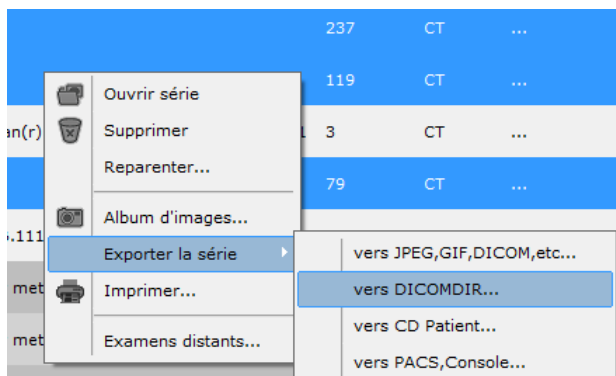 237 CT ...
119 CT ...
Ouvrir série
an(r) Supprimer 1 3 CT ...
Reparenter...
79 CT ...
Album d'images...
.111
Exporter la série vers JPEG,GIF,DICOM,etc...
met Imprimer... vers DICOMDIR...
vers CD Patient...
met Examens distants...
vers PACS,Console...